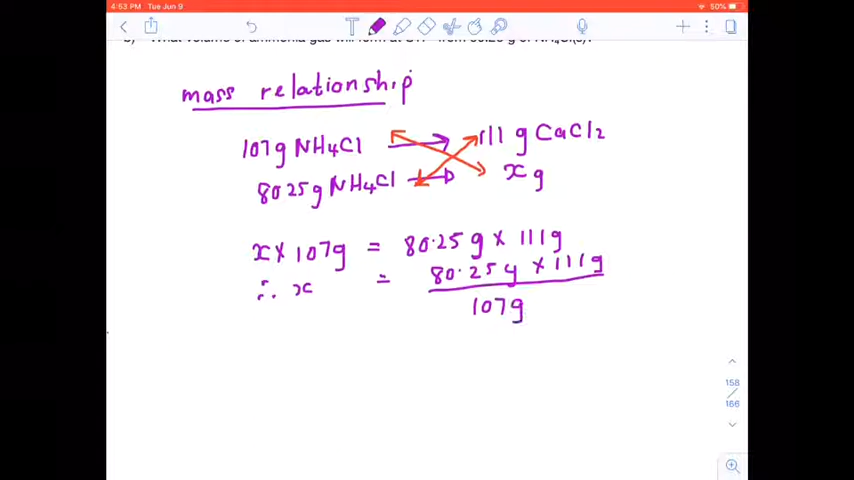 4:53 PM Tue Jun 9
50%
mass relationship
107g NH4Cl 111 g CaCl2
80.25g NH4Cl x g
x x 107g = 80.25 g x 111g
∴ x = 80.25g x 111g
107g
158
166